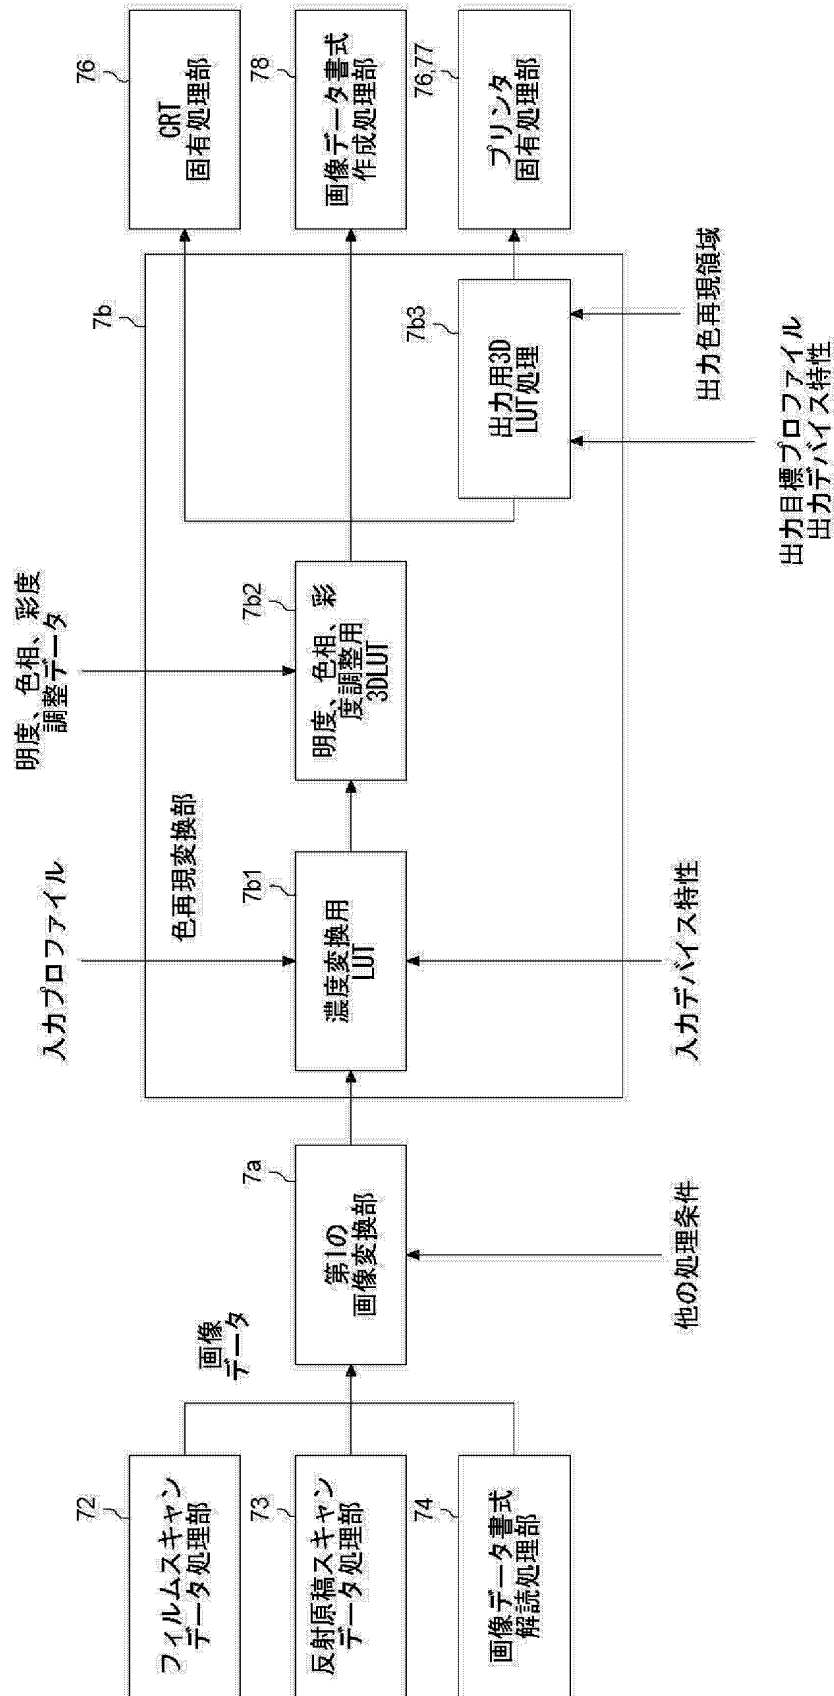 72
フィルムスキャン
データ処理部
73
反射原稿スキャン
データ処理部
74
画像データ書式
解読処理部
画像
データ
7a
第1の
画像変換部
他の処理条件
入力プロファイル
色再現変換部
7b
7b1
濃度変換用
LUT
入力デバイス特性
明度、色相、彩度
調整データ
7b2
明度、色相、彩
度調整用
3DLUT
7b3
出力用3D
LUT処理
出力色再現領域
出力目標プロファイル
出力デバイス特性
76
CRT
固有処理部
78
画像データ書式
作成処理部
76,77
プリンタ
固有処理部